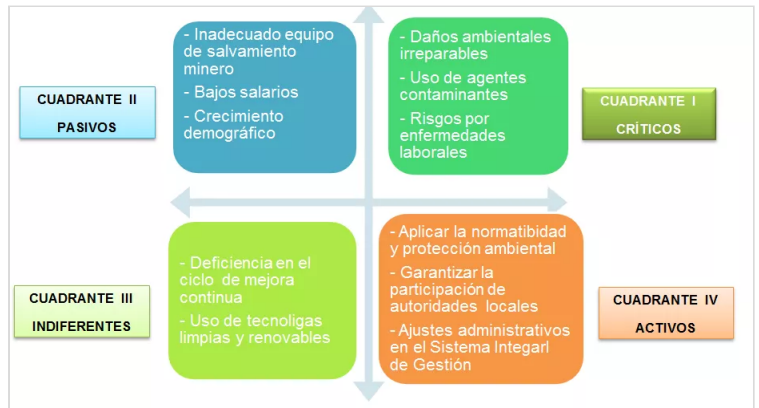 CUADRANTE II
PASIVOS
- Inadecuado equipo
de salvamiento
minero
- Bajos salarios
- Crecimiento
demográfico
- Daños ambientales
irreparables
- Uso de agentes
contaminantes
- Risgos por
enfermedades
laborales
CUADRANTE I
CRÍTICOS
CUADRANTE III
INDIFERENTES
- Deficiencia en el
ciclo de mejora
continua
- Uso de tecnoligas
limpias y renovables
- Aplicar la normatibidad
y protección ambiental
- Garantizar la
participación de
autoridades locales
- Ajustes administrativos
en el Sistema Integarl
de Gestión
CUADRANTE IV
ACTIVOS